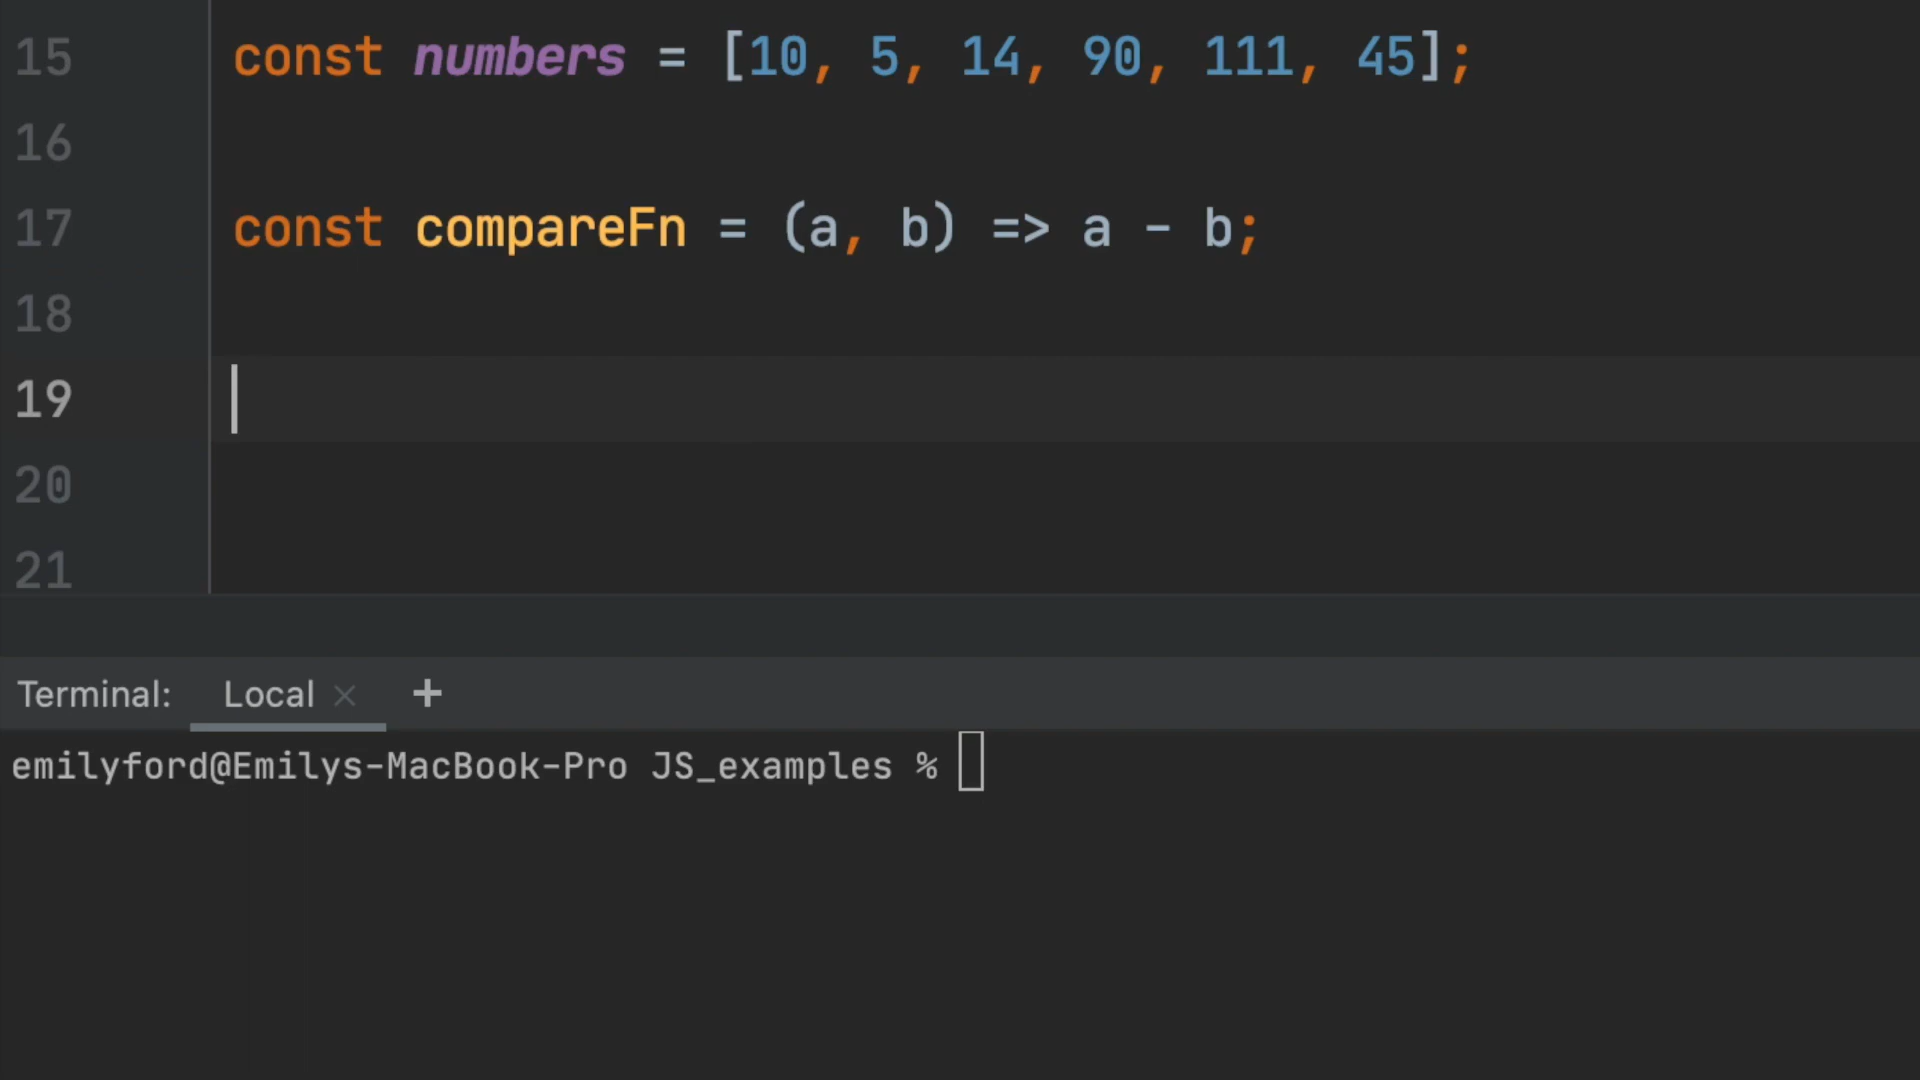 15 const numbers = [10, 5, 14, 90, 111, 45];
16
17 const compareFn = (a, b) => a - b;
18
19
20
21
Terminal: Local × +
emilyford@Emilys-MacBook-Pro JS_examples %